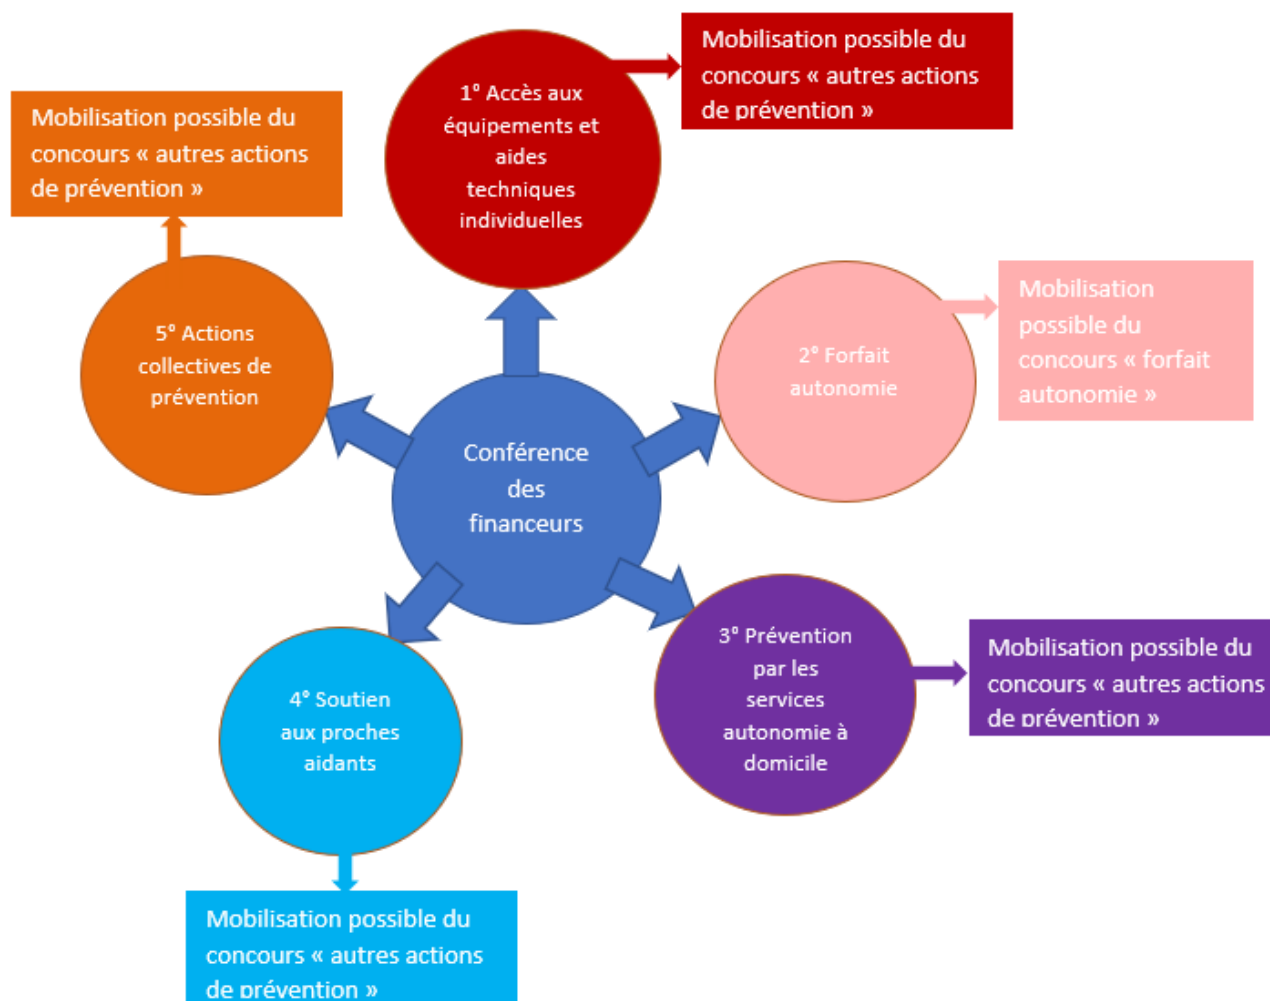 Mobilisation possible du
concours « autres actions
de prévention »
1° Accès aux
équipements et
aides
techniques
individuelles
Mobilisation possible du
concours « autres actions
de prévention »
5° Actions
collectives de
prévention
2° Forfait
autonomie
Mobilisation
possible du
concours « forfait
autonomie »
Conférence
des
financeurs
3° Prévention
par les
services
autonomie à
domicile
Mobilisation possible du
concours « autres actions
de prévention »
4° Soutien
aux proches
aidants
Mobilisation possible du
concours « autres actions
de prévention »